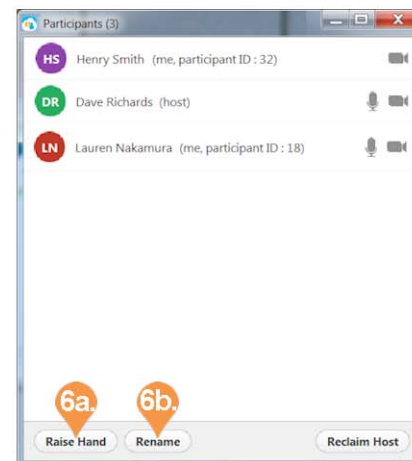 Participants (3)
HS Henry Smith (me, participant ID : 32)
DR Dave Richards (host)
LN Lauren Nakamura (me, participant ID : 18)
6a. 6b.
Raise Hand Rename Reclaim Host